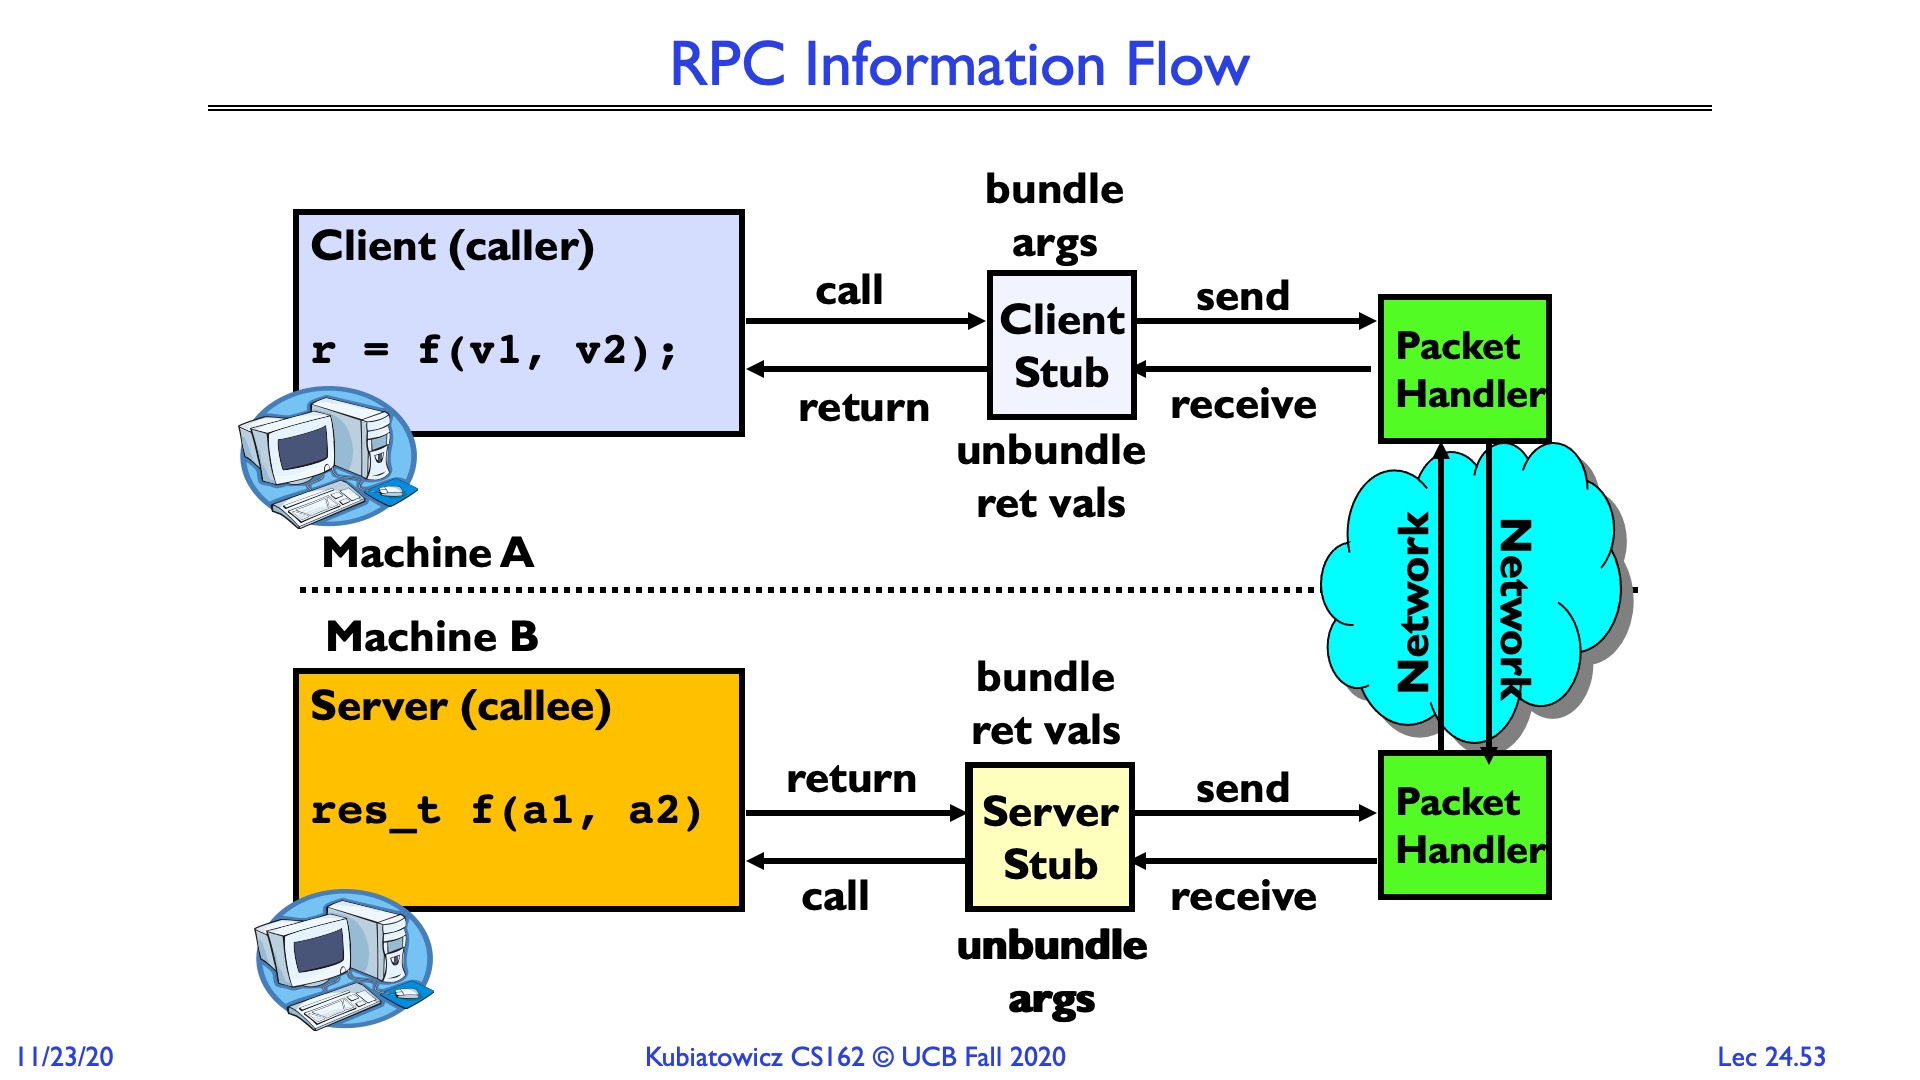 RPC Information Flow
bundle
args
Client (caller)
r = f(v1, v2);
call
return
Client
Stub
send
receive
Packet
Handler
unbundle
ret vals
Machine A
Network
Network
Machine B
Server (callee)
res_t f(a1, a2)
bundle
ret vals
return
call
Server
Stub
send
receive
Packet
Handler
unbundle
args
11/23/20
Kubiatowicz CS162 © UCB Fall 2020
Lec 24.53